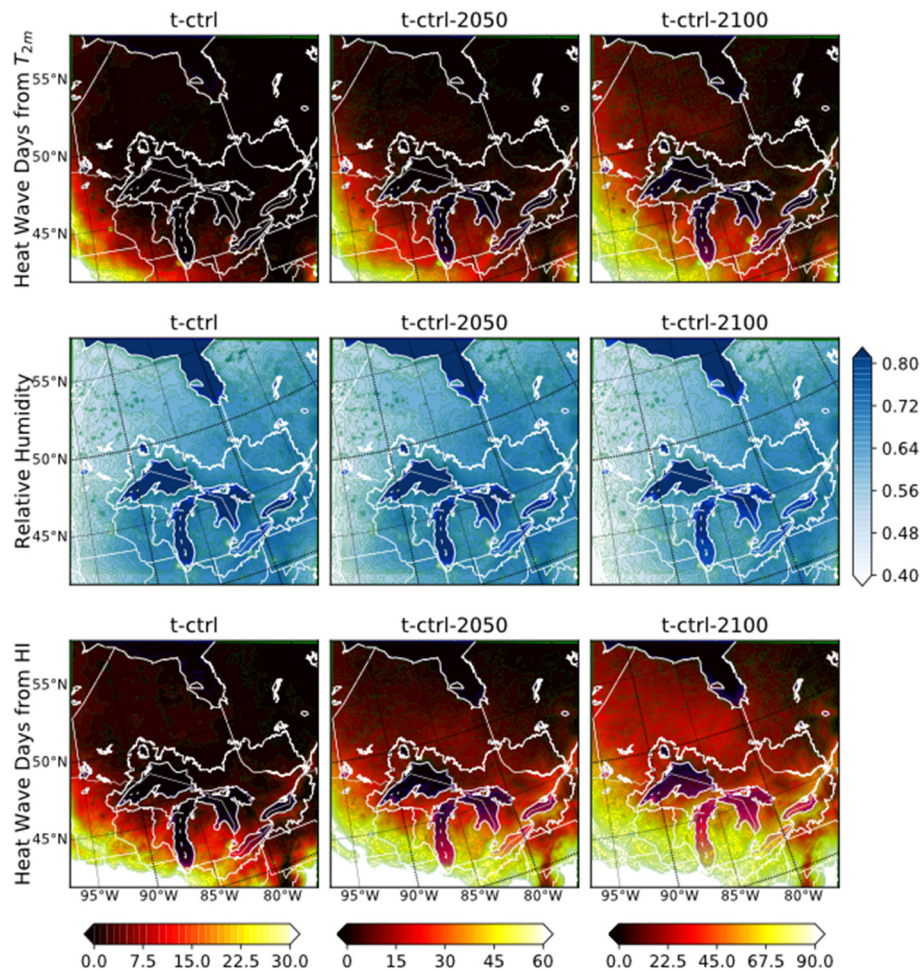 t-ctrl t-ctrl-2050 t-ctrl-2100
Heat Wave Days from T2m
55°N
50°N
45°N
t-ctrl t-ctrl-2050 t-ctrl-2100
Relative Humidity
55°N
50°N
45°N
0.80
0.72
0.64
0.56
0.48
0.40
t-ctrl t-ctrl-2050 t-ctrl-2100
Heat Wave Days from HI
55°N
50°N
45°N
95°W 90°W 85°W 80°W 95°W 90°W 85°W 80°W 95°W 90°W 85°W 80°W
0.0 7.5 15.0 22.5 30.0 0 15 30 45 60 0.0 22.5 45.0 67.5 90.0